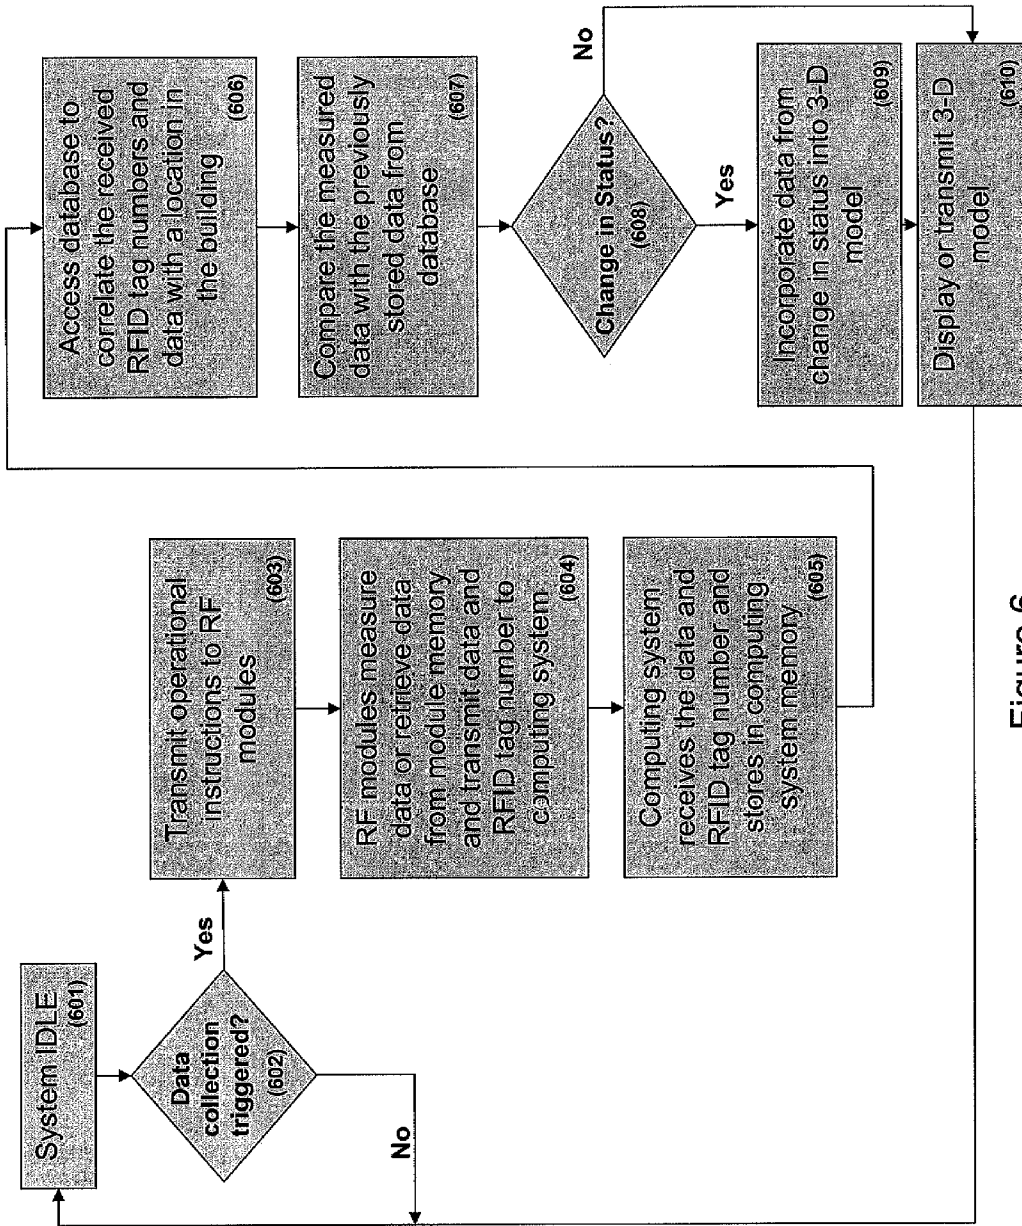 System IDLE
(601)
Data
collection
triggered?
(602)
Yes
No
Transmit operational
instructions to RF
modules
(603)
RF modules measure
data or retrieve data
from module memory
and transmit data and
RFID tag number to
computing system
(604)
Computing system
receives the data and
RFID tag number and
stores in computing
system memory
(605)
Access database to
correlate the received
RFID tag numbers and
data with a location in
the building
(606)
Compare the measured
data with the previously
stored data from
database
(607)
Change in Status?
(608)
No
Yes
Incorporate data from
change in status into 3-D
model
(609)
Display or transmit 3-D
model
(610)
Figure 6